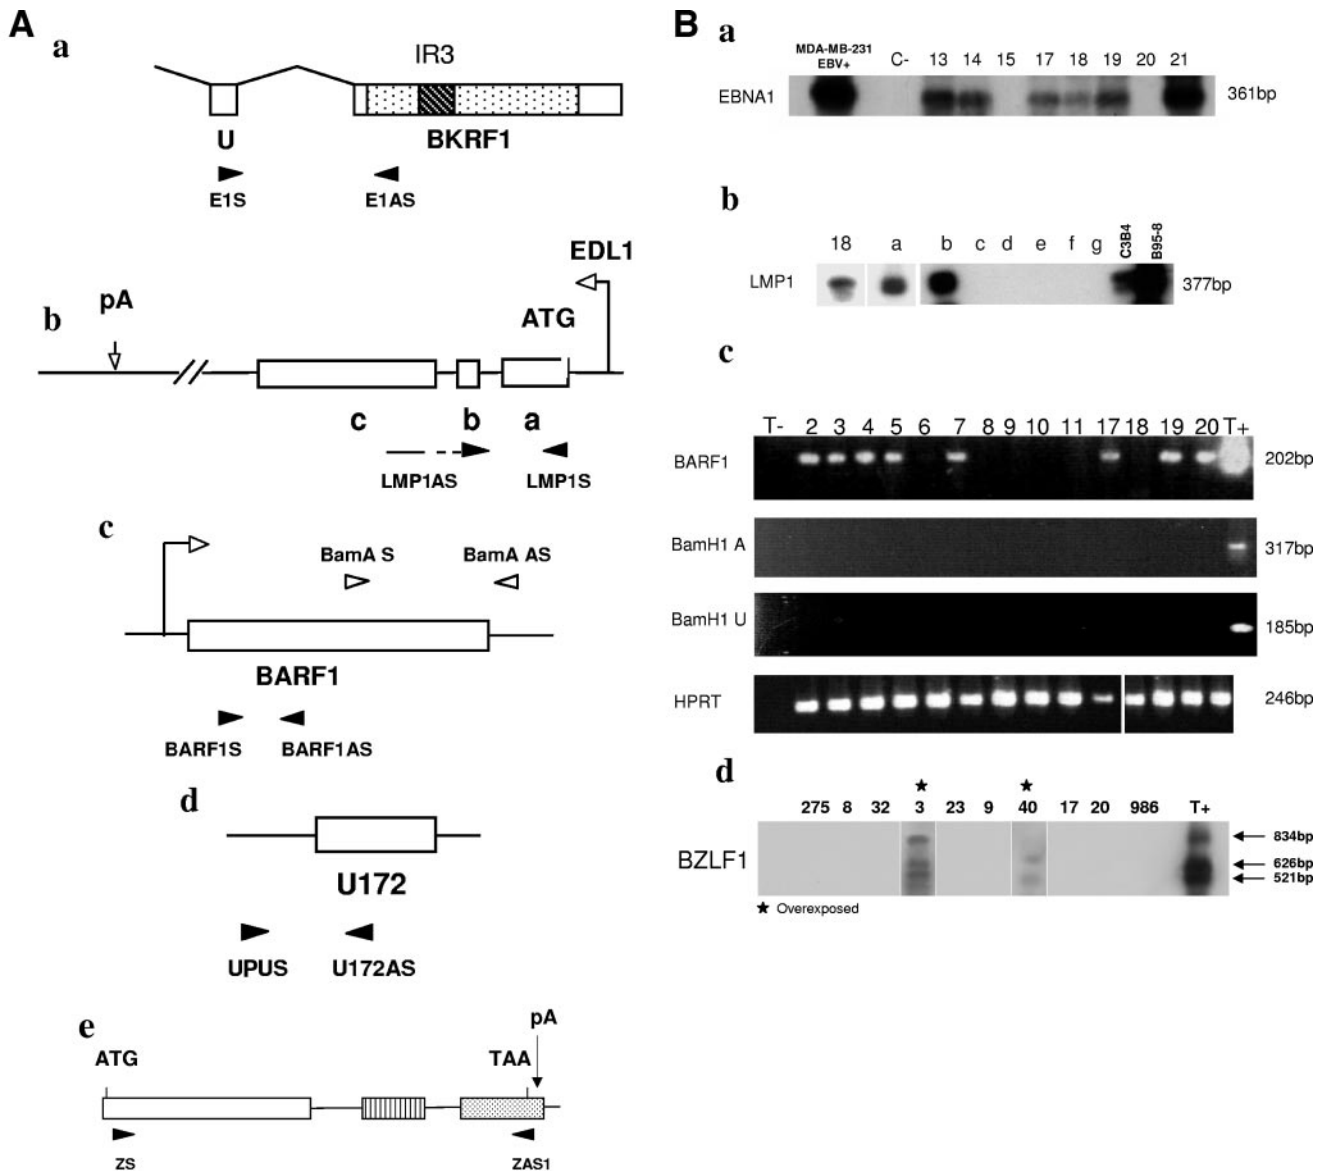 A
a
IR3
U
BKRF1
E1S
E1AS
EDL1
pA
b
ATG
c
b
a
LMP1AS
LMP1S
c
BamA S
BamA AS
BARF1
BARF1S
BARF1AS
d
U172
UPUS
U172AS
e
pA
ATG
TAA
ZS
ZAS1
B
a
MDA-MB-231
EBV+
C- 13 14 15 17 18 19 20 21
EBNA1
361bp
b
18 a b c d e f g C3B4 B95-8
LMP1
377bp
c
T- 2 3 4 5 6 7 8 9 10 11 17 18 19 20 T+
BARF1
202bp
BamH1 A
317bp
BamH1 U
185bp
HPRT
246bp
d
★ ★
275 8 32 3 23 9 40 17 20 986 T+
BZLF1
834bp
626bp
521bp
★ Overexposed